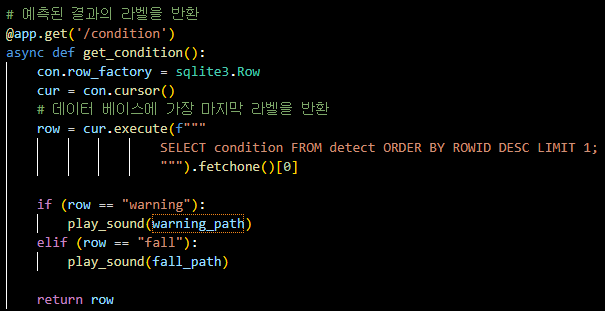 # 예측된 결과의 라벨을 반환
@app.get('/condition')
async def get_condition():
    con.row_factory = sqlite3.Row
    cur = con.cursor()
    # 데이터 베이스에 가장 마지막 라벨을 반환
    row = cur.execute(f"""
                    SELECT condition FROM detect ORDER BY ROWID DESC LIMIT 1;
                    """).fetchone()[0]

    if (row == "warning"):
        play_sound(warning_path)
    elif (row == "fall"):
        play_sound(fall_path)

    return row